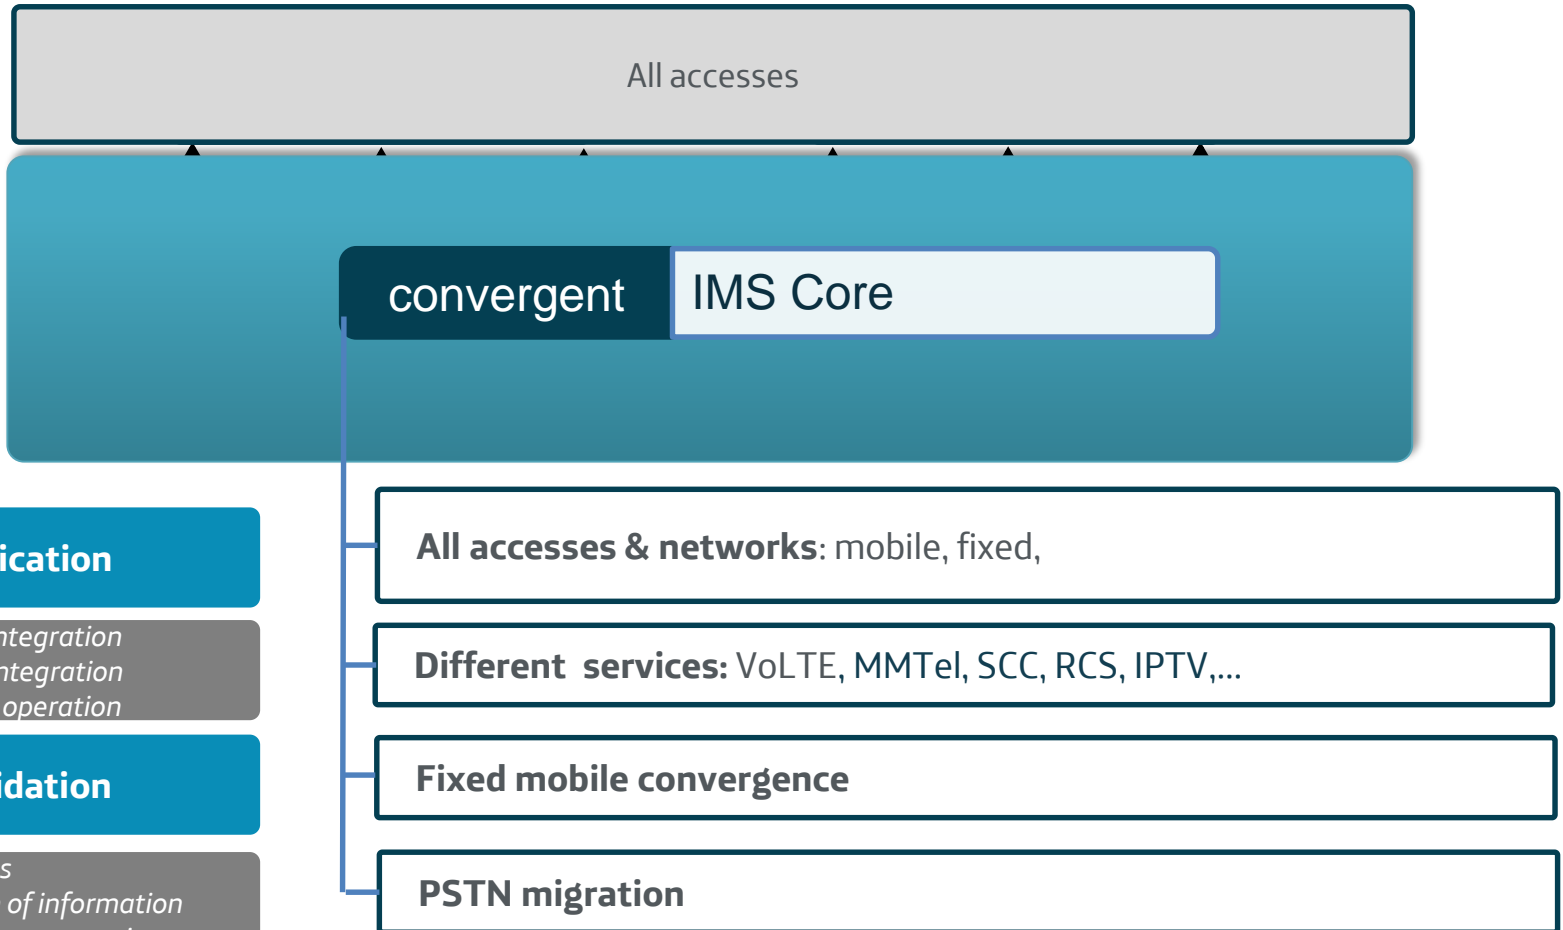 All accesses
convergent IMS Core
ication
ntegration
ntegration
operation
idation
s
of information
All accesses & networks: mobile, fixed,
Different services: VoLTE, MMTel, SCC, RCS, IPTV,...
Fixed mobile convergence
PSTN migration